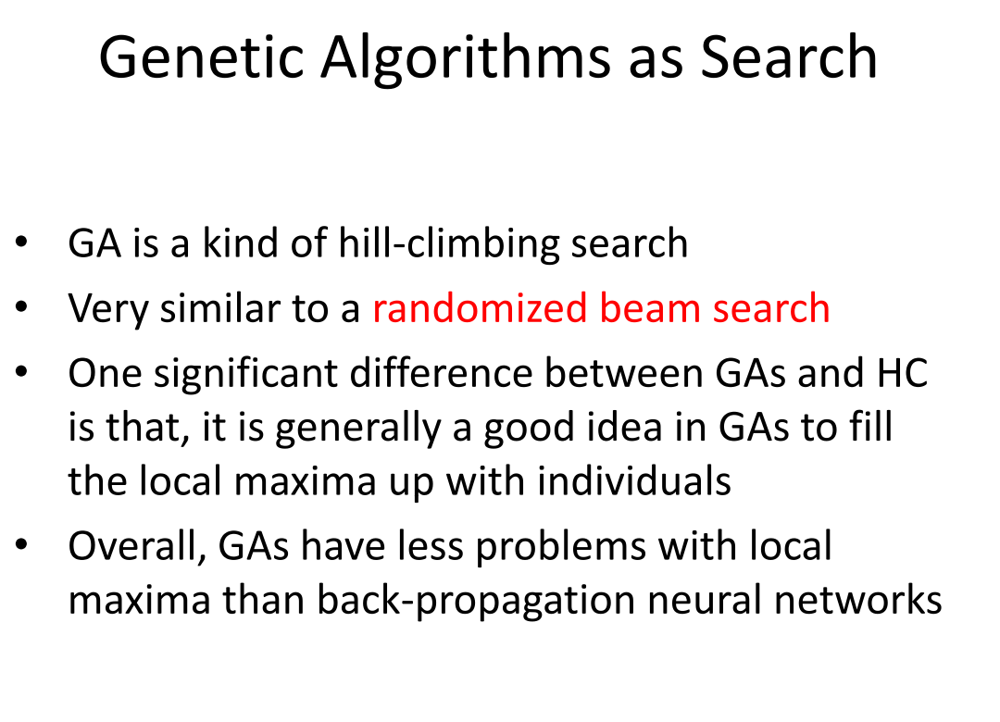 Genetic Algorithms as Search
• GA is a kind of hill-climbing search
• Very similar to a randomized beam search
• One significant difference between GAs and HC
is that, it is generally a good idea in GAs to fill
the local maxima up with individuals
• Overall, GAs have less problems with local
maxima than back-propagation neural networks